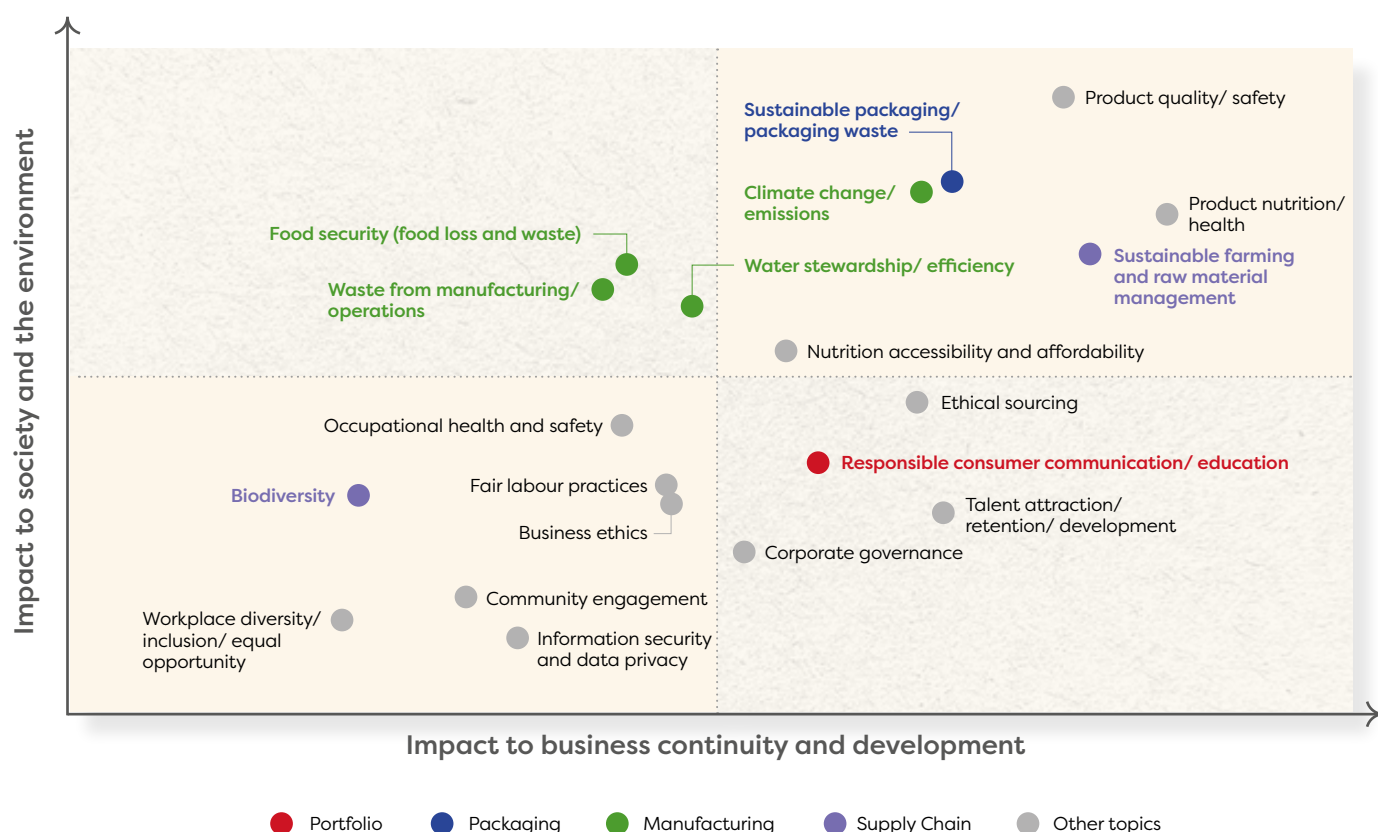 Impact to society and the environment
Product quality/ safety
Sustainable packaging/
packaging waste
Climate change/
emissions
Product nutrition/
health
Food security (food loss and waste)
Sustainable farming
and raw material
management
Water stewardship/ efficiency
Waste from manufacturing/
operations
Nutrition accessibility and affordability
Ethical sourcing
Occupational health and safety
Responsible consumer communication/ education
Fair labour practices
Biodiversity
Talent attraction/
retention/ development
Business ethics
Corporate governance
Community engagement
Workplace diversity/
inclusion/ equal
opportunity
Information security
and data privacy
Impact to business continuity and development
Portfolio
Packaging
Manufacturing
Supply Chain
Other topics